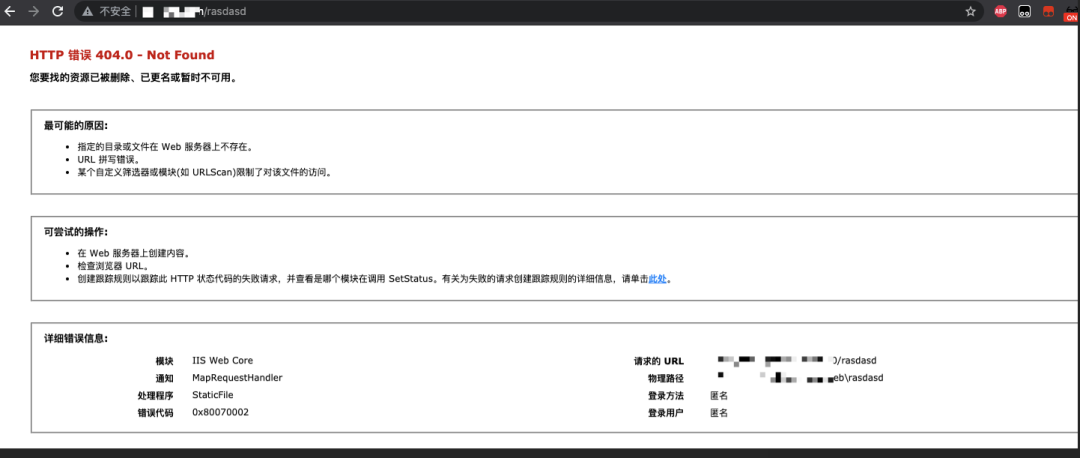 不安全 /rasdasd
ABP
ON
HTTP 错误 404.0 - Not Found
您要找的资源已被删除、已更名或暂时不可用。
最可能的原因:
• 指定的目录或文件在 Web 服务器上不存在。
• URL 拼写错误。
• 某个自定义筛选器或模块(如 URLScan)限制了对该文件的访问。
可尝试的操作:
• 在 Web 服务器上创建内容。
• 检查浏览器 URL。
• 创建跟踪规则以跟踪此 HTTP 状态代码的失败请求，并查看是哪个模块在调用 SetStatus。有关为失败的请求创建跟踪规则的详细信息，请单击此处。
详细错误信息:
模块 IIS Web Core 请求的 URL /rasdasd
通知 MapRequestHandler 物理路径 eb\rasdasd
处理程序 StaticFile 登录方法 匿名
错误代码 0x80070002 登录用户 匿名